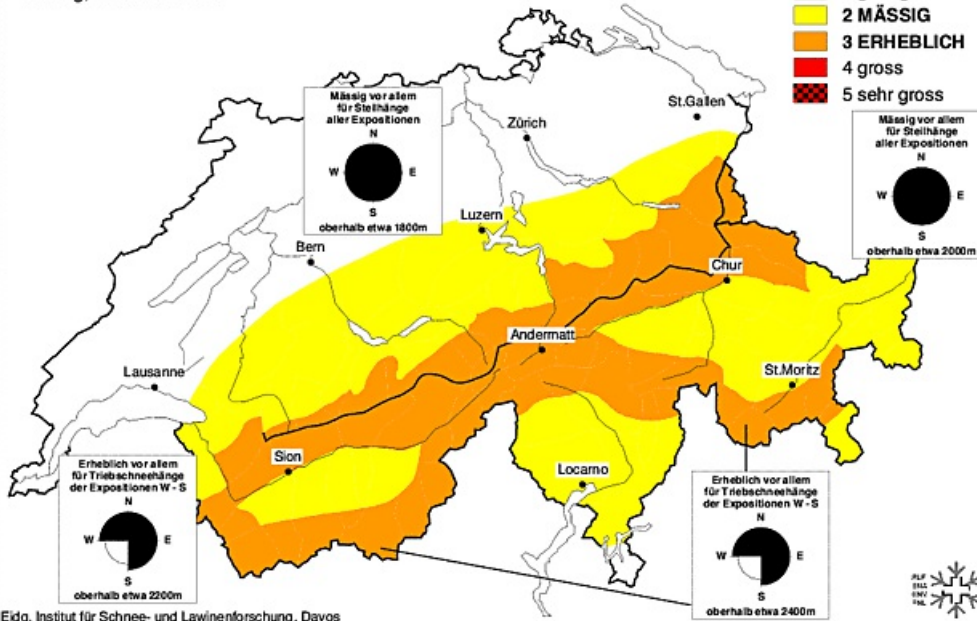 2 MÄSSIG
3 ERHEBLICH
4 gross
5 sehr gross
Mässig vor allem
für Steilhänge
aller Expositionen
N
W E
S
oberhalb etwa 1800m
Zürich
St.Gallen
Mässig vor allem
für Steilhänge
aller Expositionen
N
W E
S
oberhalb etwa 2000m
Luzern
Bern
Chur
Andermatt
Lausanne
St.Moritz
Sion
Locarno
Erheblich vor allem
für Triebschneehänge
der Expositionen W - S
N
W E
S
oberhalb etwa 2200m
Erheblich vor allem
für Triebschneehänge
der Expositionen W - S
N
W E
S
oberhalb etwa 2400m
Eidg. Institut für Schnee- und Lawinenforschung, Davos